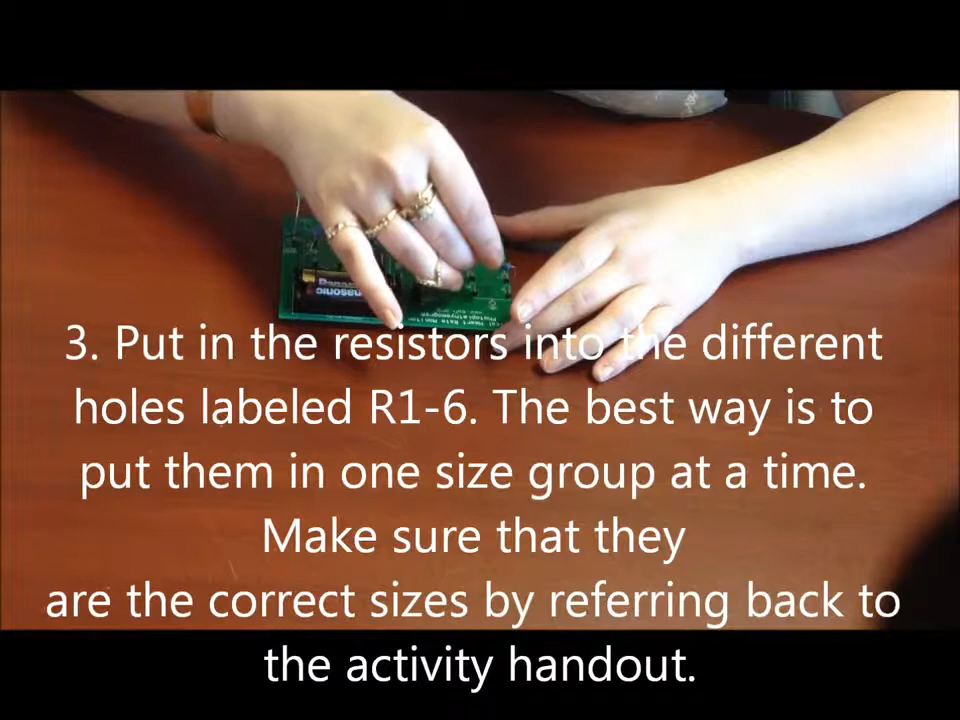 Panasonic
3. Put in the resistors into the different
holes labeled R1-6. The best way is to
put them in one size group at a time.
Make sure that they
are the correct sizes by referring back to
the activity handout.